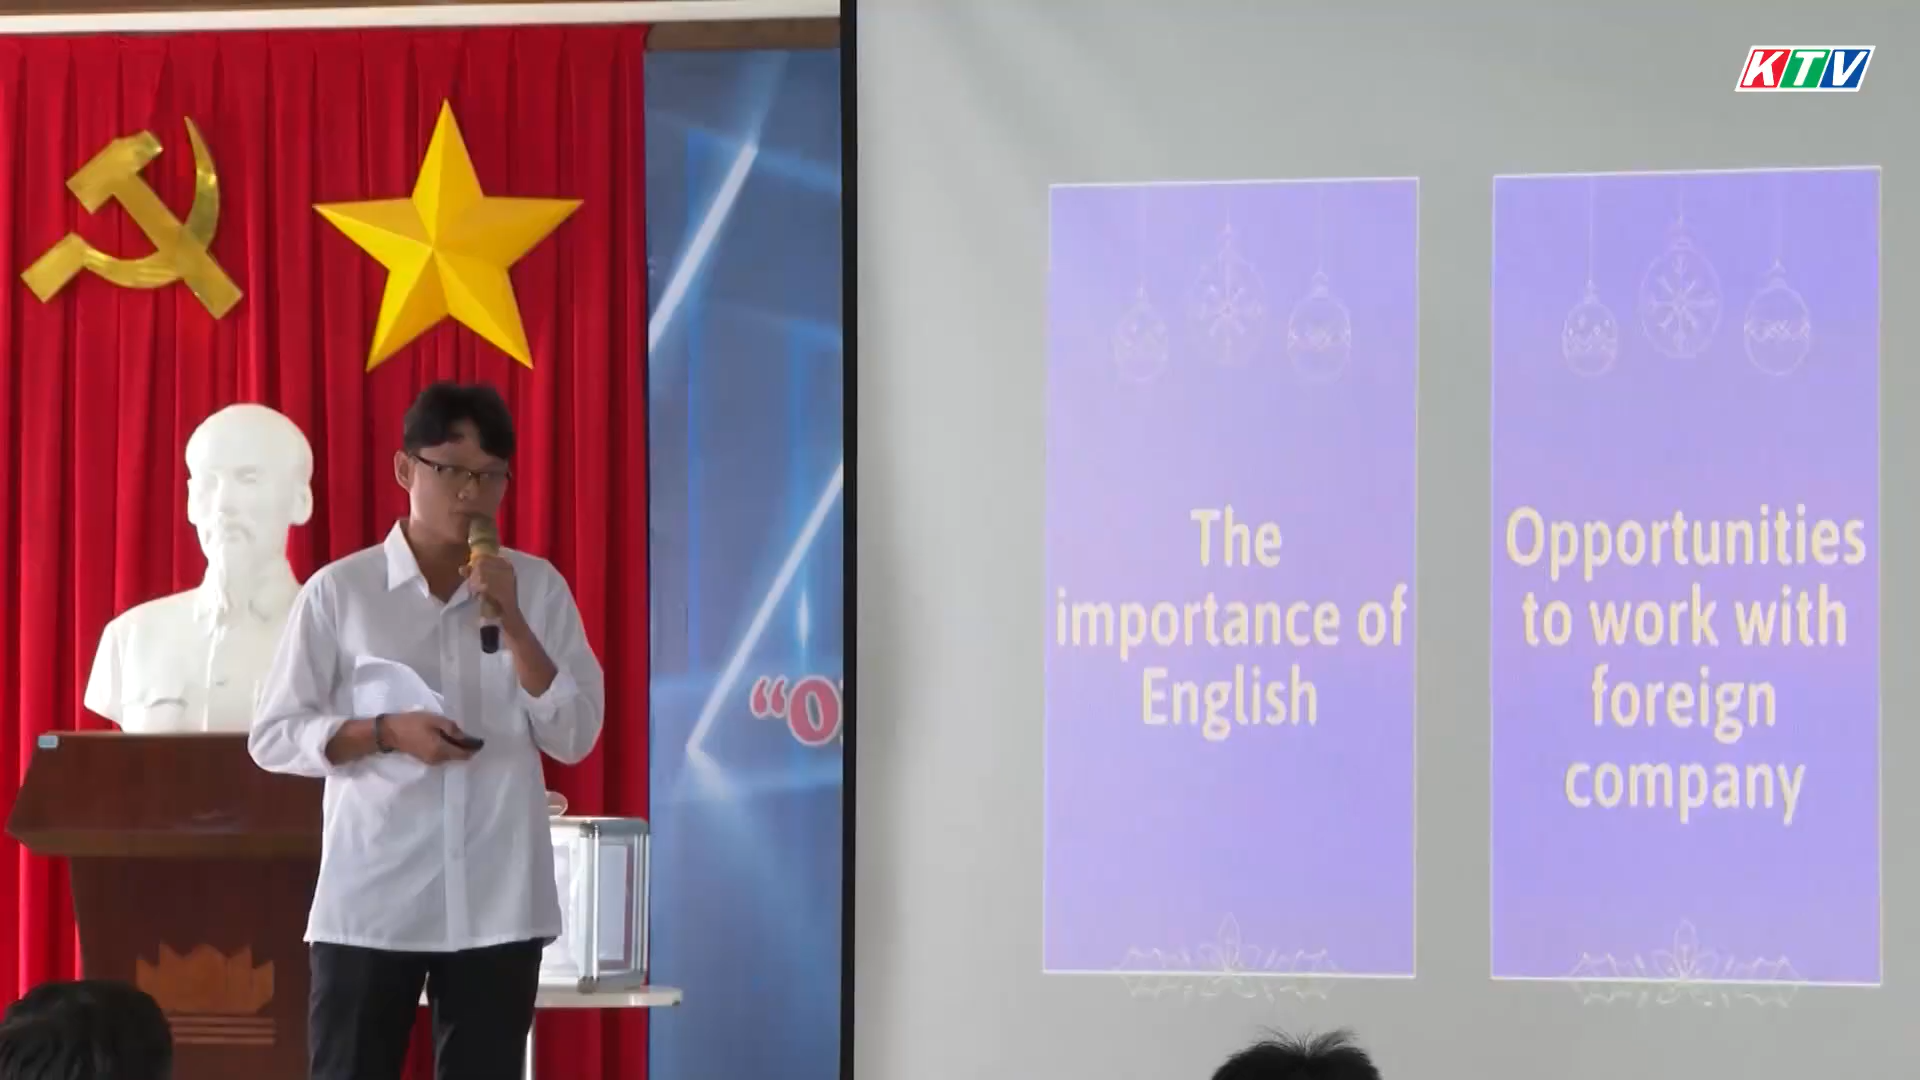 KTV
The
importance of
English
Opportunities
to work with
foreign
company